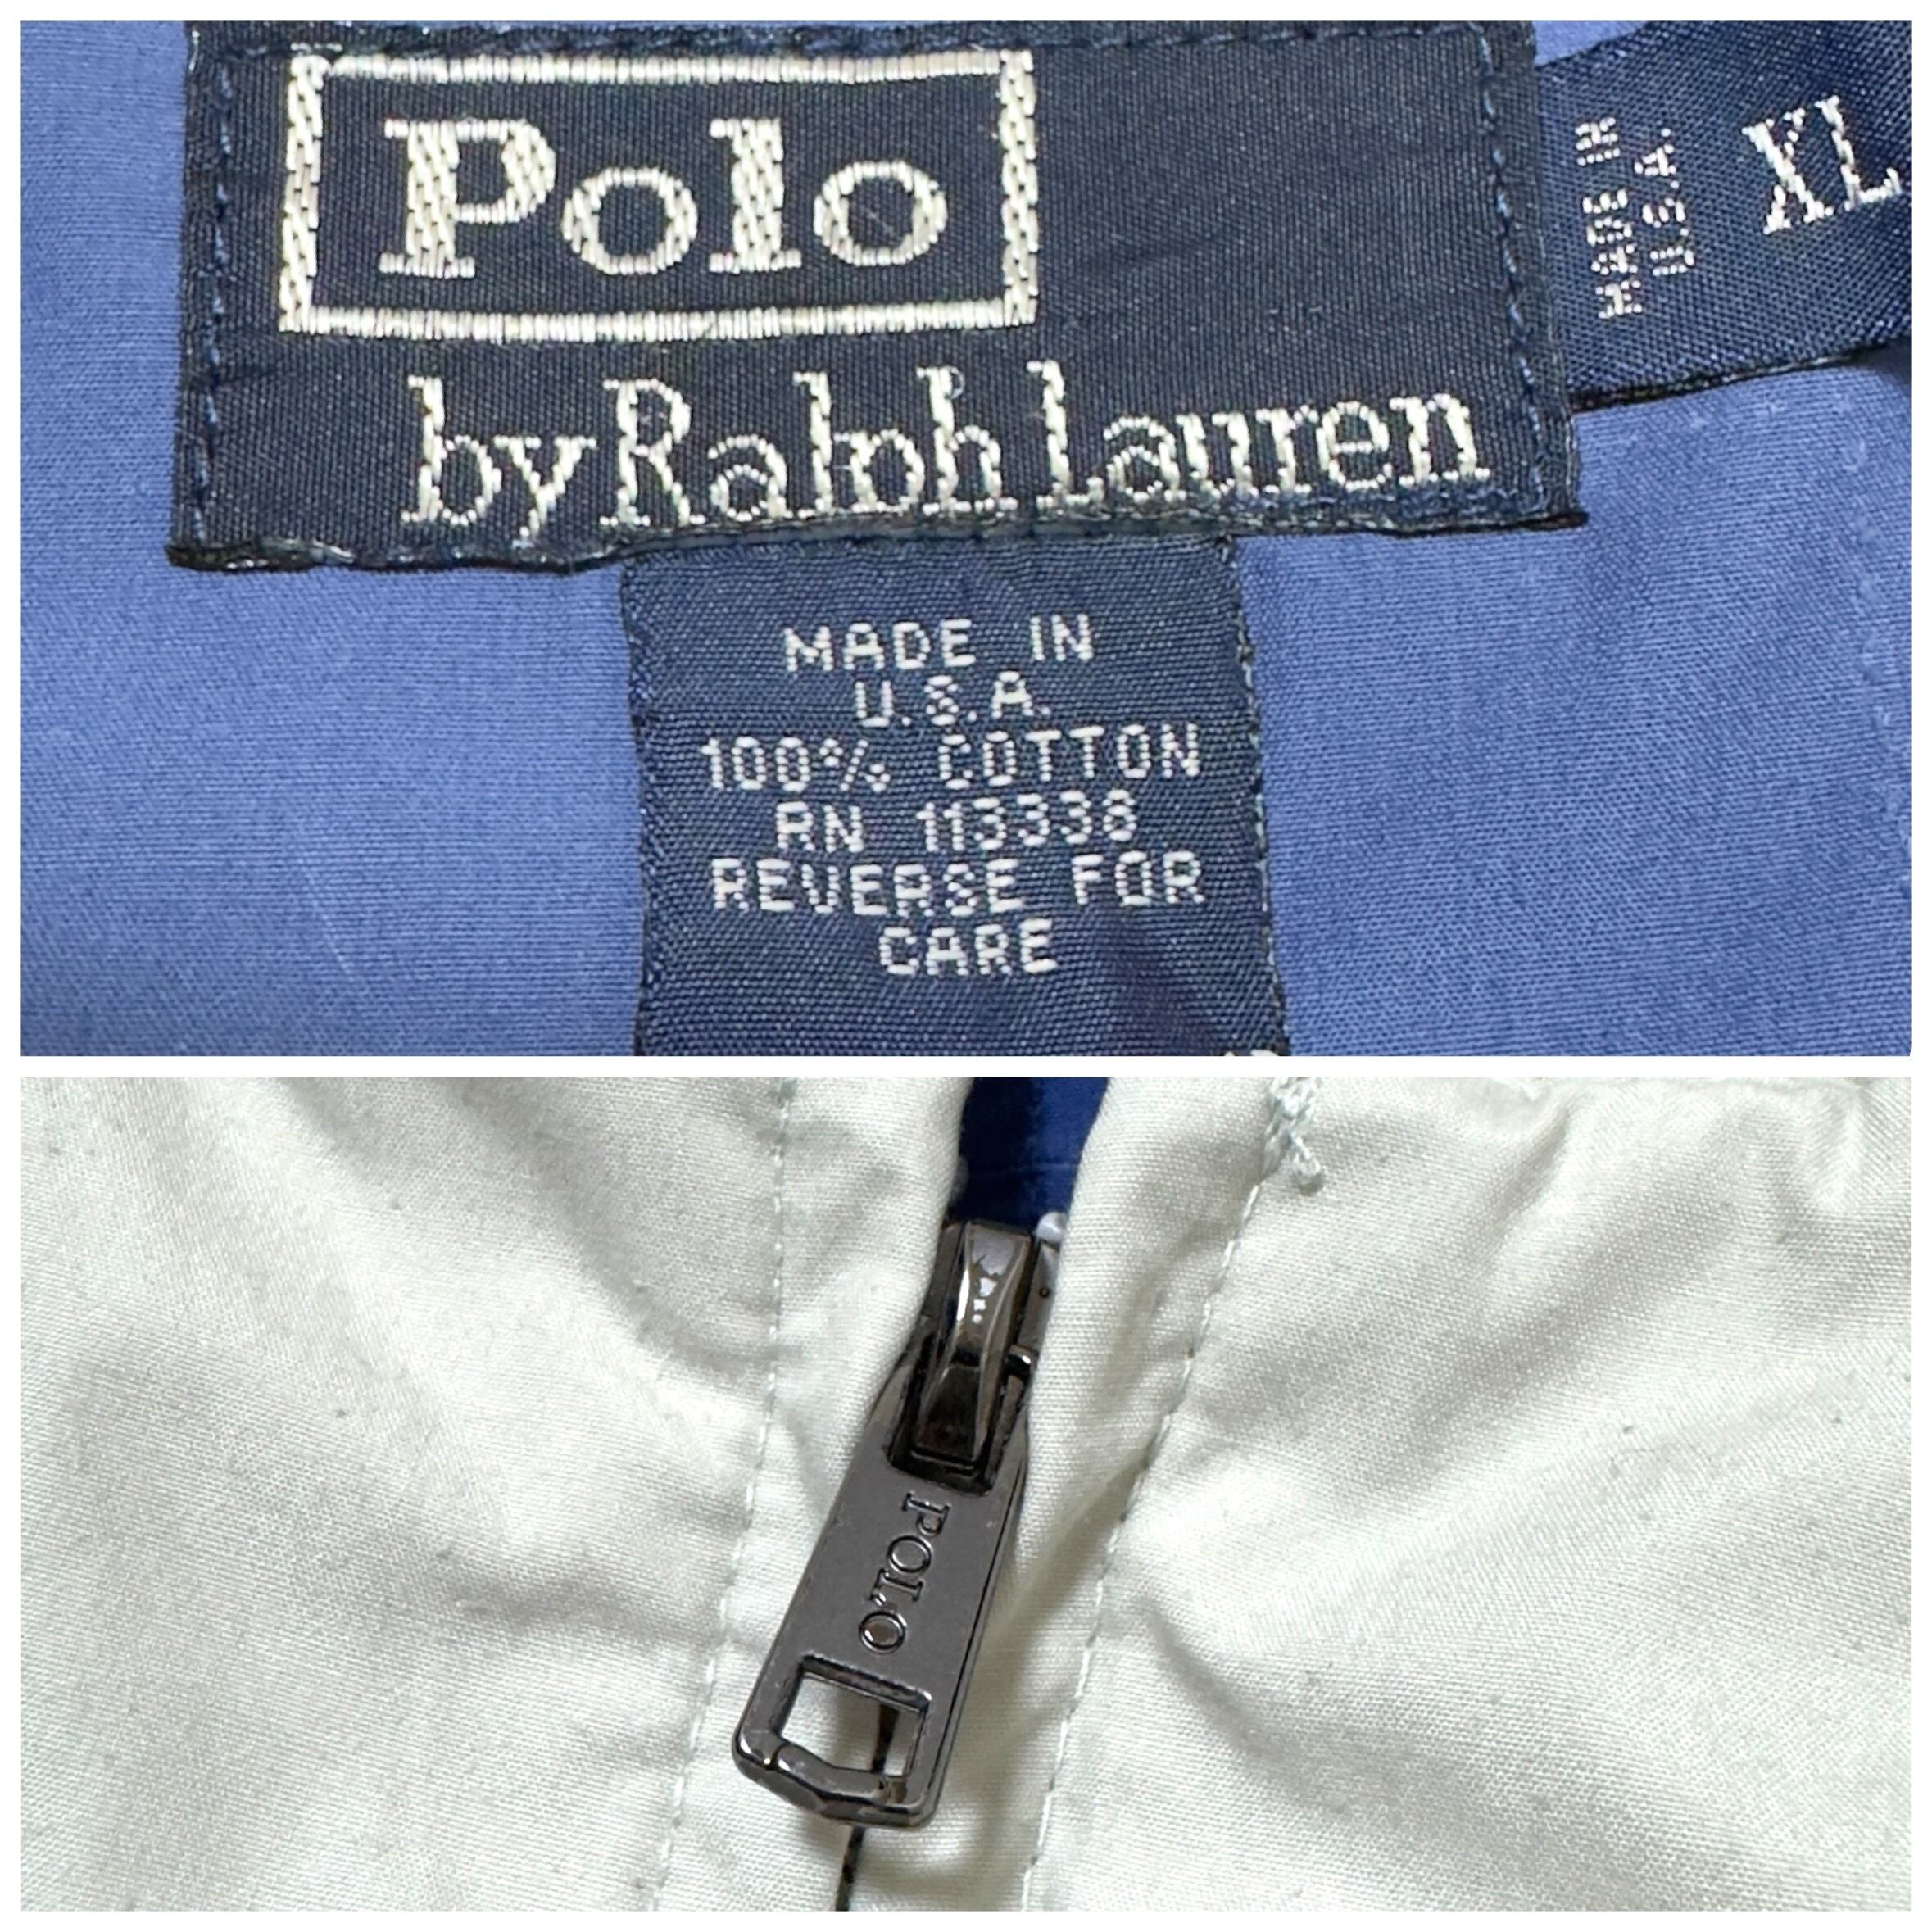 Polo
by Ralph Lauren
MADE IN
U.S.A.
XL
MADE IN
U.S.A.
100% COTTON
RN 113338
REVERSE FOR
CARE
POLO